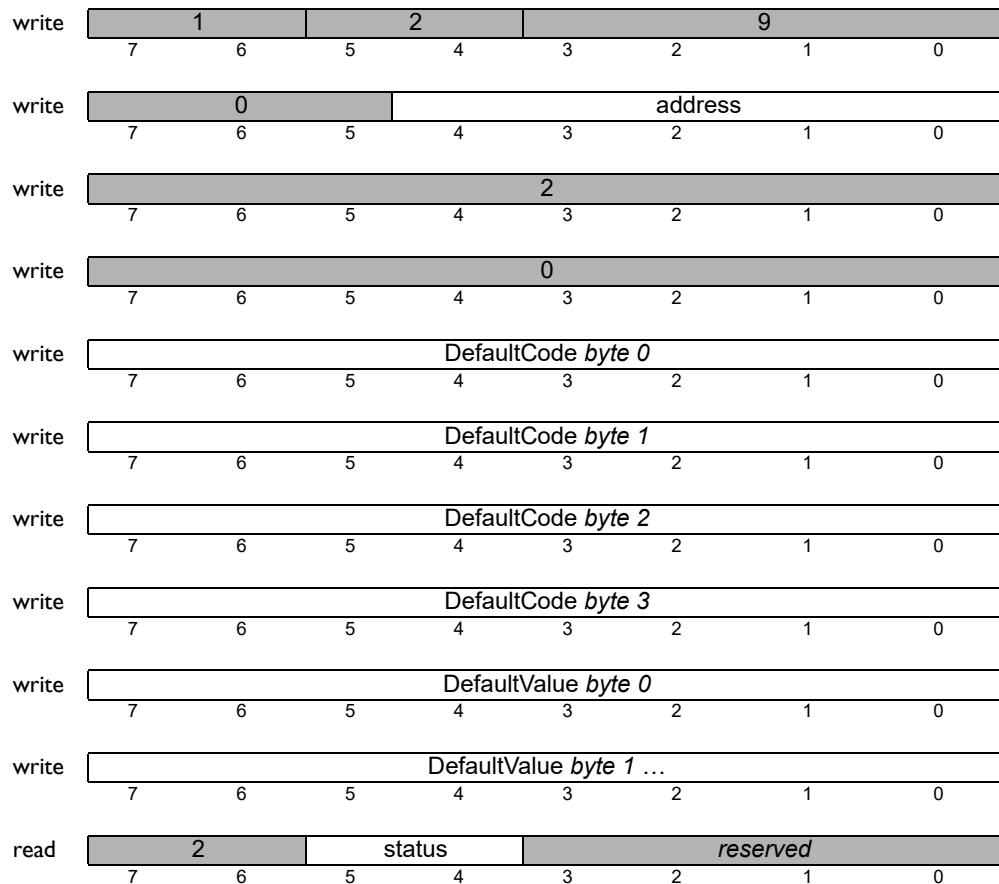 write 1 2 9
7 6 5 4 3 2 1 0
write 0 address
7 6 5 4 3 2 1 0
write 2
7 6 5 4 3 2 1 0
write 0
7 6 5 4 3 2 1 0
write DefaultCode byte 0
7 6 5 4 3 2 1 0
write DefaultCode byte 1
7 6 5 4 3 2 1 0
write DefaultCode byte 2
7 6 5 4 3 2 1 0
write DefaultCode byte 3
7 6 5 4 3 2 1 0
write DefaultValue byte 0
7 6 5 4 3 2 1 0
write DefaultValue byte 1 …
7 6 5 4 3 2 1 0
read 2 status reserved
7 6 5 4 3 2 1 0